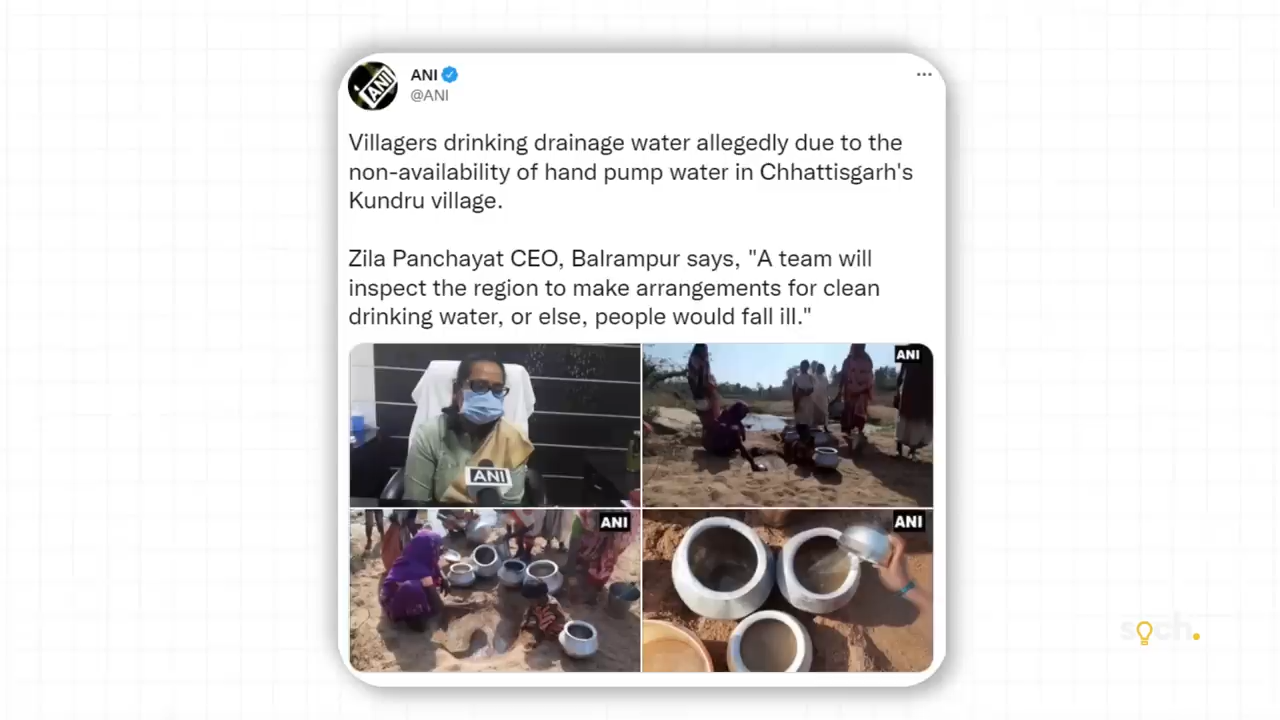 ANI
@ANI
Villagers drinking drainage water allegedly due to the
non-availability of hand pump water in Chhattisgarh's
Kundru village.
Zila Panchayat CEO, Balrampur says, "A team will
inspect the region to make arrangements for clean
drinking water, or else, people would fall ill."
ANI
ANI
ANI
ANI
ANI
soch.